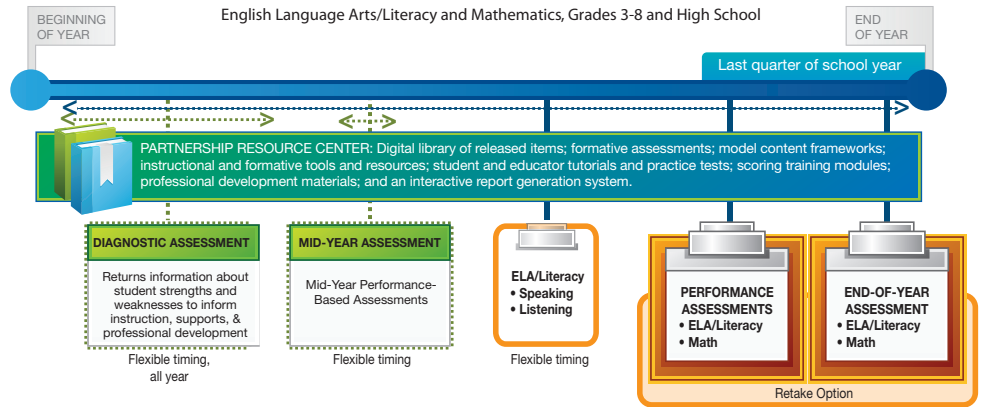 English Language Arts/Literacy and Mathematics, Grades 3-8 and High School
BEGINNING
OF YEAR
END
OF YEAR
Last quarter of school year
PARTNERSHIP RESOURCE CENTER: Digital library of released items; formative assessments; model content frameworks;
instructional and formative tools and resources; student and educator tutorials and practice tests; scoring training modules;
professional development materials; and an interactive report generation system.
DIAGNOSTIC ASSESSMENT
Returns information about
student strengths and
weaknesses to inform
instruction, supports, &
professional development
Flexible timing,
all year
MID-YEAR ASSESSMENT
Mid-Year Performance-
Based Assessments
Flexible timing
ELA/Literacy
• Speaking
• Listening
Flexible timing
PERFORMANCE
ASSESSMENTS
• ELA/Literacy
• Math
END-OF-YEAR
ASSESSMENT
• ELA/Literacy
• Math
Retake Option